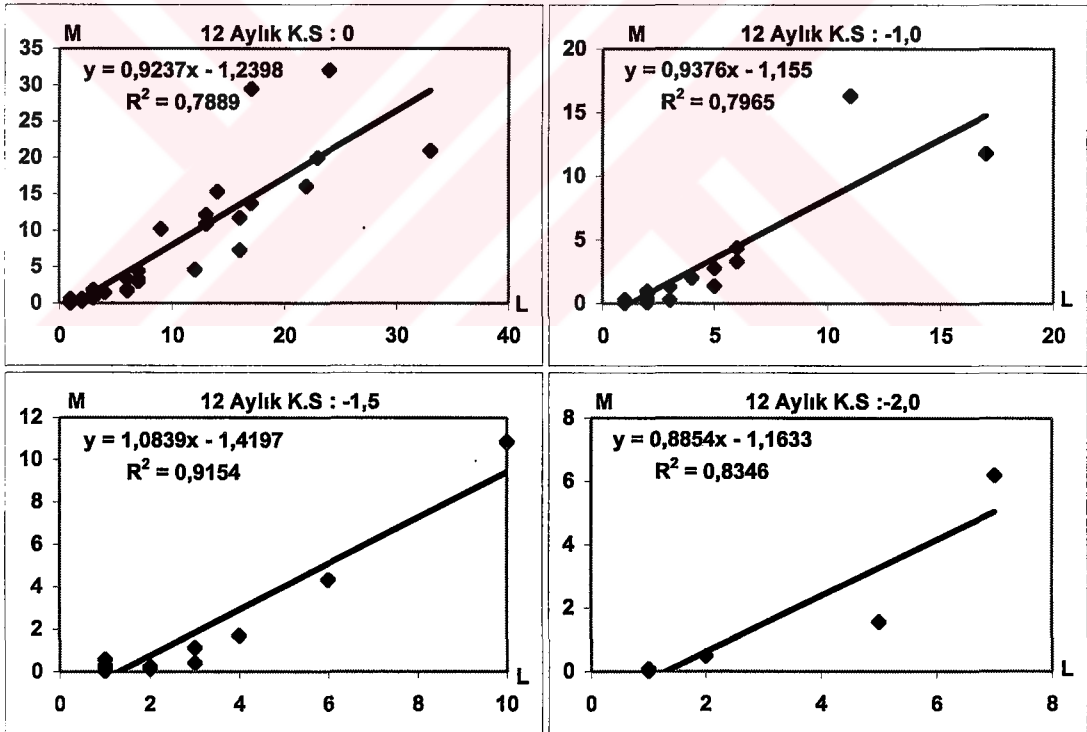 M 12 Aylık K.S : 0
35
30
25
20
15
10
5
0
y = 0,9237x - 1,2398
R² = 0,7889
L
0 10 20 30 40
M 12 Aylık K.S : -1,0
20
15
10
5
0
y = 0,9376x - 1,155
R² = 0,7965
L
0 5 10 15 20
M 12 Aylık K.S : -1,5
12
10
8
6
4
2
0
y = 1,0839x - 1,4197
R² = 0,9154
L
0 2 4 6 8 10
M 12 Aylık K.S :-2,0
8
6
4
2
0
y = 0,8854x - 1,1633
R² = 0,8346
L
0 2 4 6 8